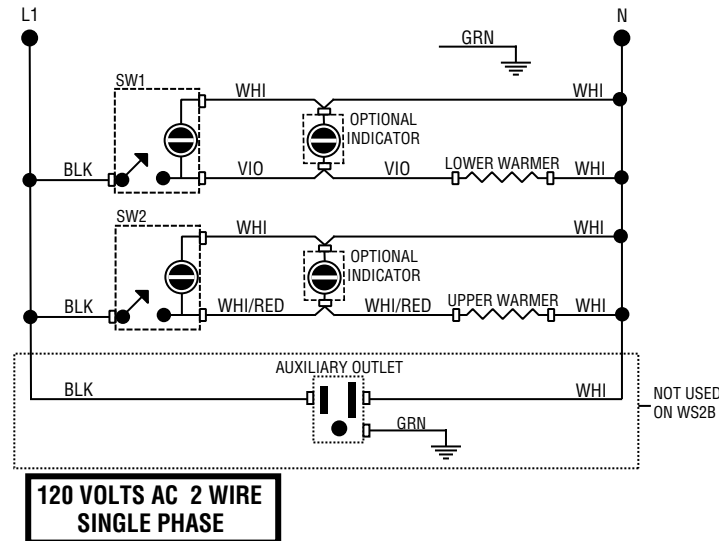 L1
N
GRN
SW1
WHI
WHI
OPTIONAL
INDICATOR
BLK
VIO
VIO
LOWER WARMER
WHI
SW2
WHI
WHI
OPTIONAL
INDICATOR
BLK
WHI/RED
WHI/RED
UPPER WARMER
WHI
AUXILIARY OUTLET
BLK
WHI
NOT USED
ON WS2B
GRN
120 VOLTS AC 2 WIRE
SINGLE PHASE